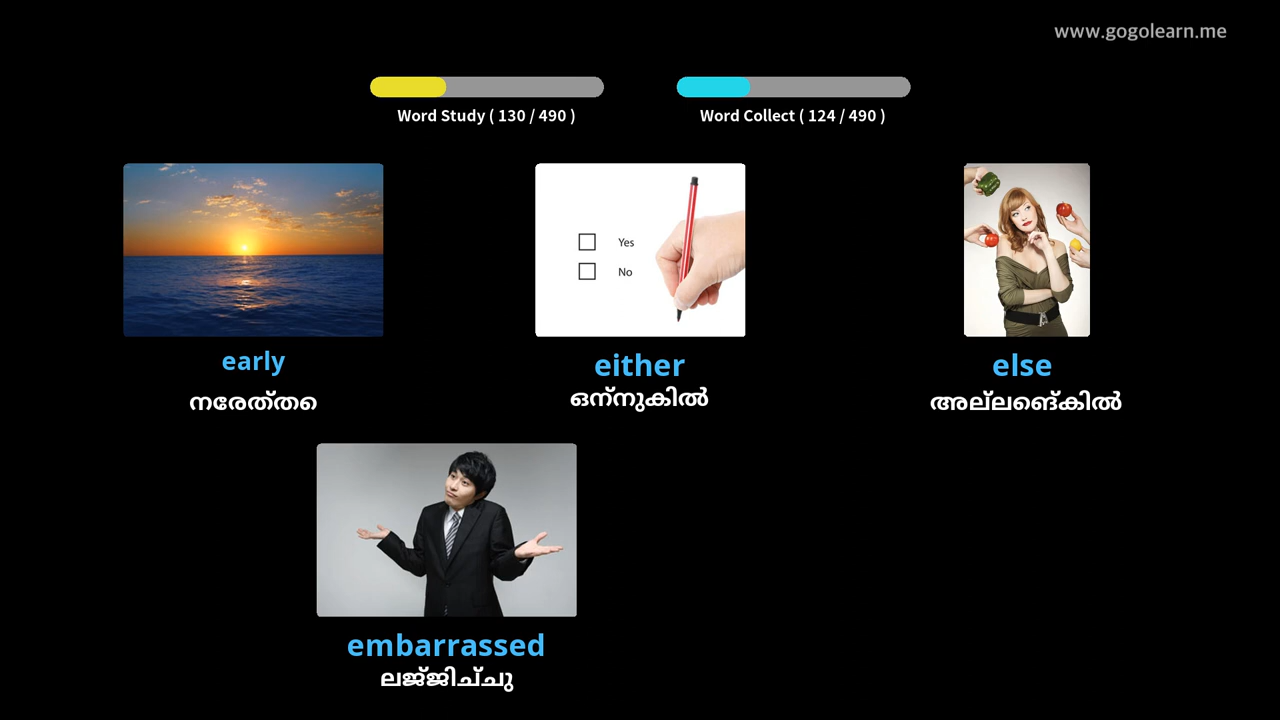 www.gogolearn.me
Word Study ( 130 / 490 )
Word Collect ( 124 / 490 )
Yes
No
early
either
else
നരേത്തെ
ഒന്നുകിൽ
അല്ലങ്െകിൽ
embarrassed
ലജ്ജിച്ചു